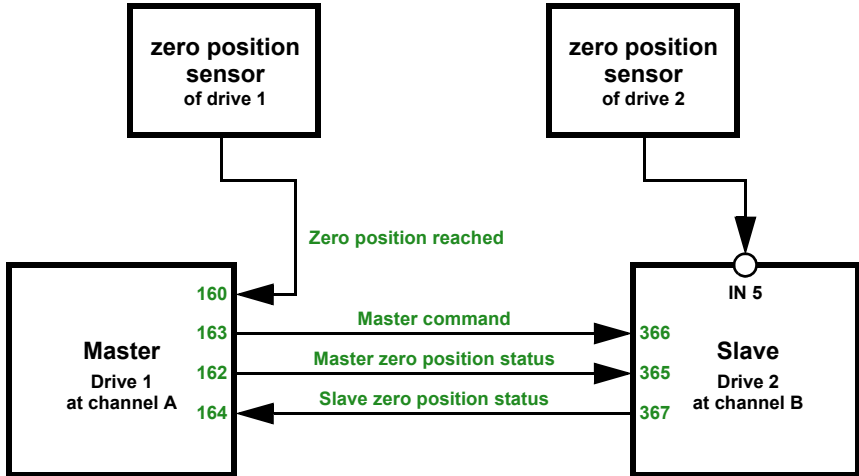 zero position
sensor
of drive 1
zero position
sensor
of drive 2
Zero position reached
IN 5
160
163
162
164
Master
Drive 1
at channel A
Master command
Master zero position status
Slave zero position status
366
365
367
Slave
Drive 2
at channel B